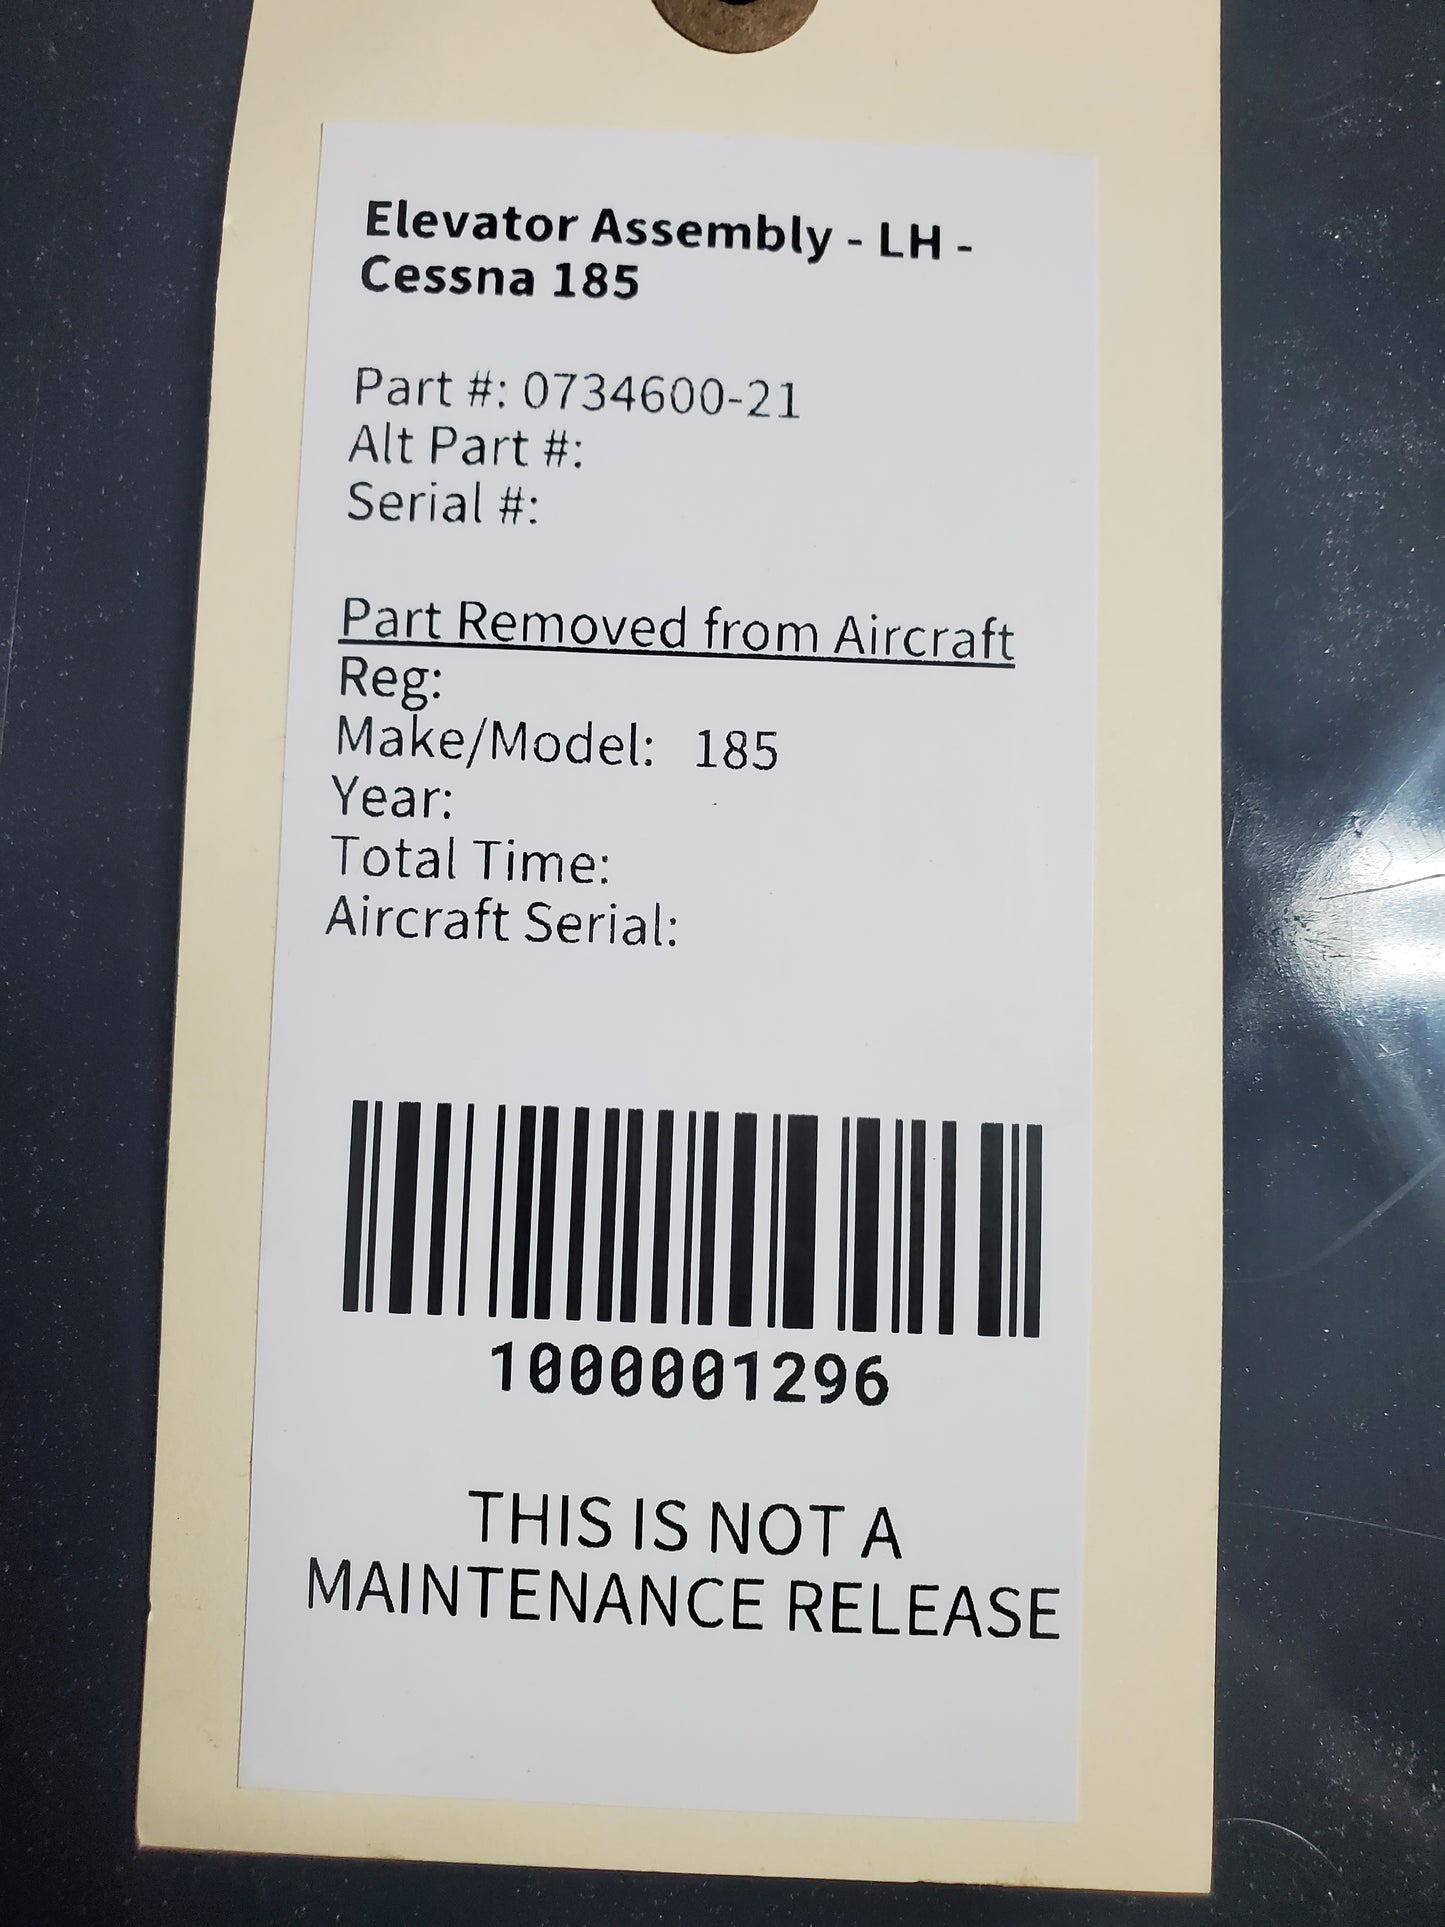 Elevator Assembly - LH -
Cessna 185
Part #: 0734600-21
Alt Part #:
Serial #:
Part Removed from Aircraft
Reg:
Make/Model: 185
Year:
Total Time:
Aircraft Serial:
1000001296
THIS IS NOT A
MAINTENANCE RELEASE